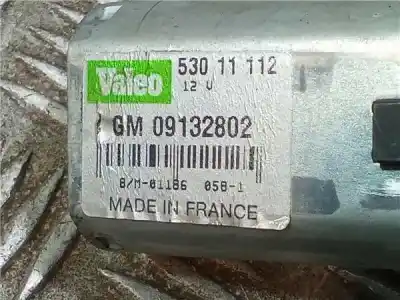 Valeo 530 11 112
12 V
GM 09132802
B/M-01186 058-1
MADE IN FRANCE